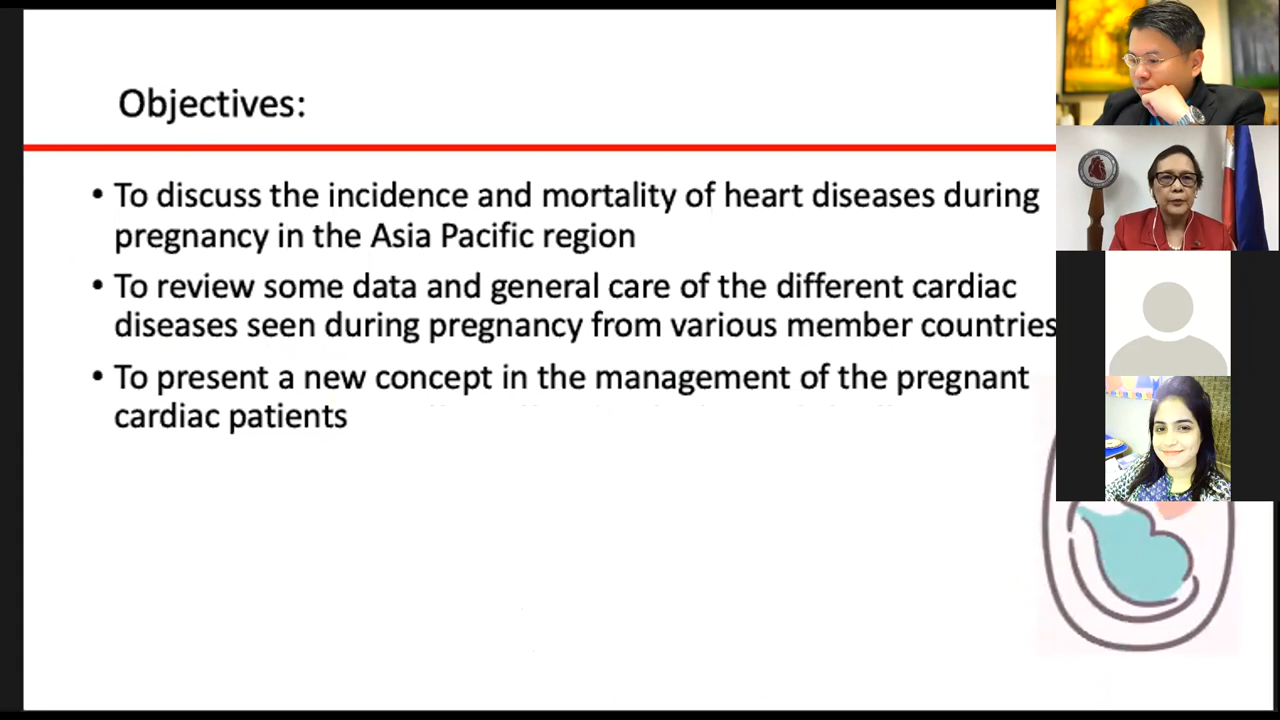 Objectives:
• To discuss the incidence and mortality of heart diseases during
pregnancy in the Asia Pacific region
• To review some data and general care of the different cardiac
diseases seen during pregnancy from various member countries
• To present a new concept in the management of the pregnant
cardiac patients